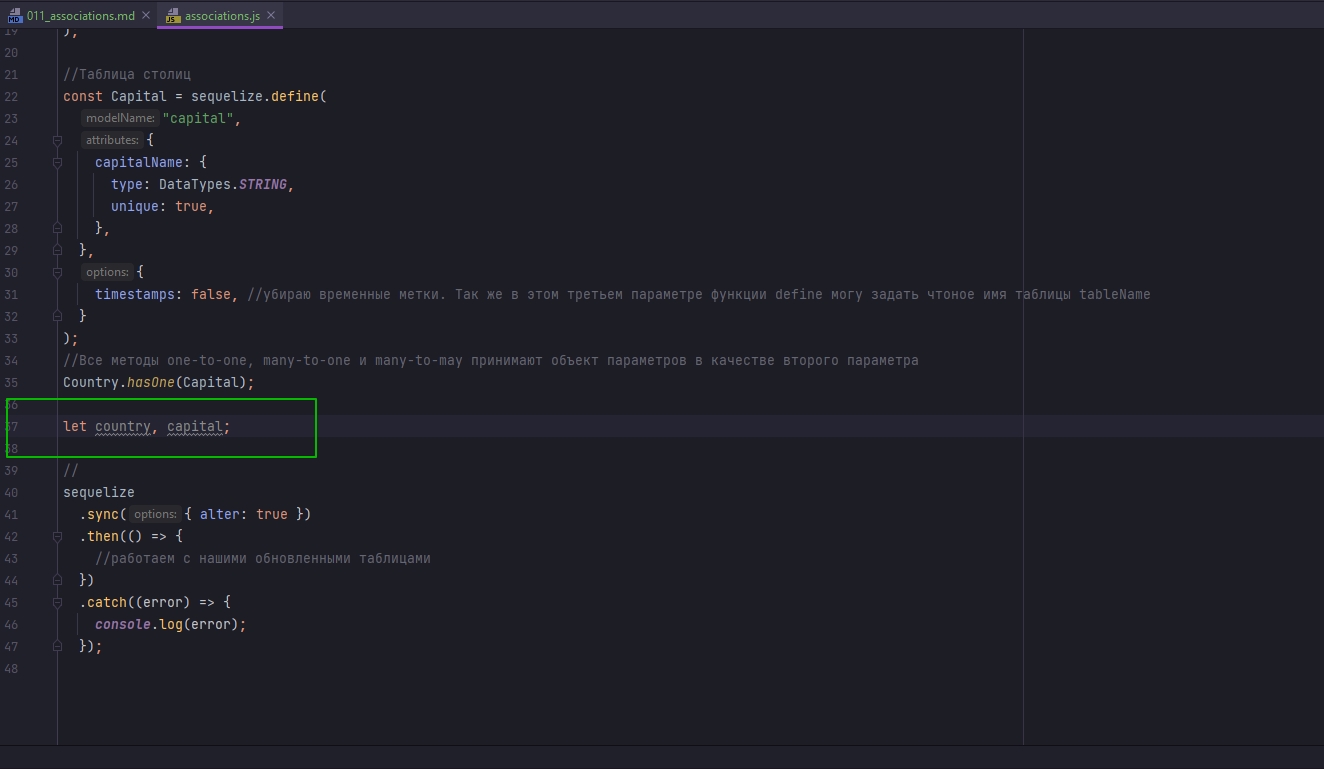 011_associations.md
associations.js
19 ),
20
21 //Таблица столиц
22 const Capital = sequelize.define(
23 modelName: "capital",
24 attributes: {
25 capitalName: {
26 type: DataTypes.STRING,
27 unique: true,
28 },
29 },
30 options: {
31 timestamps: false, //убираю временные метки. Так же в этом третьем параметре функции define могу задать чтоное имя таблицы tableName
32 }
33 );
34 //Все методы one-to-one, many-to-one и many-to-may принимают объект параметров в качестве второго параметра
35 Country.hasOne(Capital);
36
37 let country, capital;
38
39 //
40 sequelize
41 .sync( options: { alter: true })
42 .then(() => {
43 //работаем с нашими обновленными таблицами
44 })
45 .catch((error) => {
46 console.log(error);
47 });
48